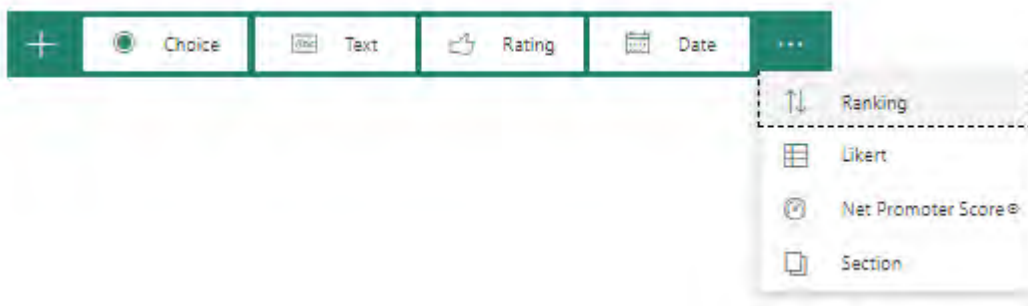 Choice Text Rating Date ...
Ranking
Likert
Net Promoter Score®
Section